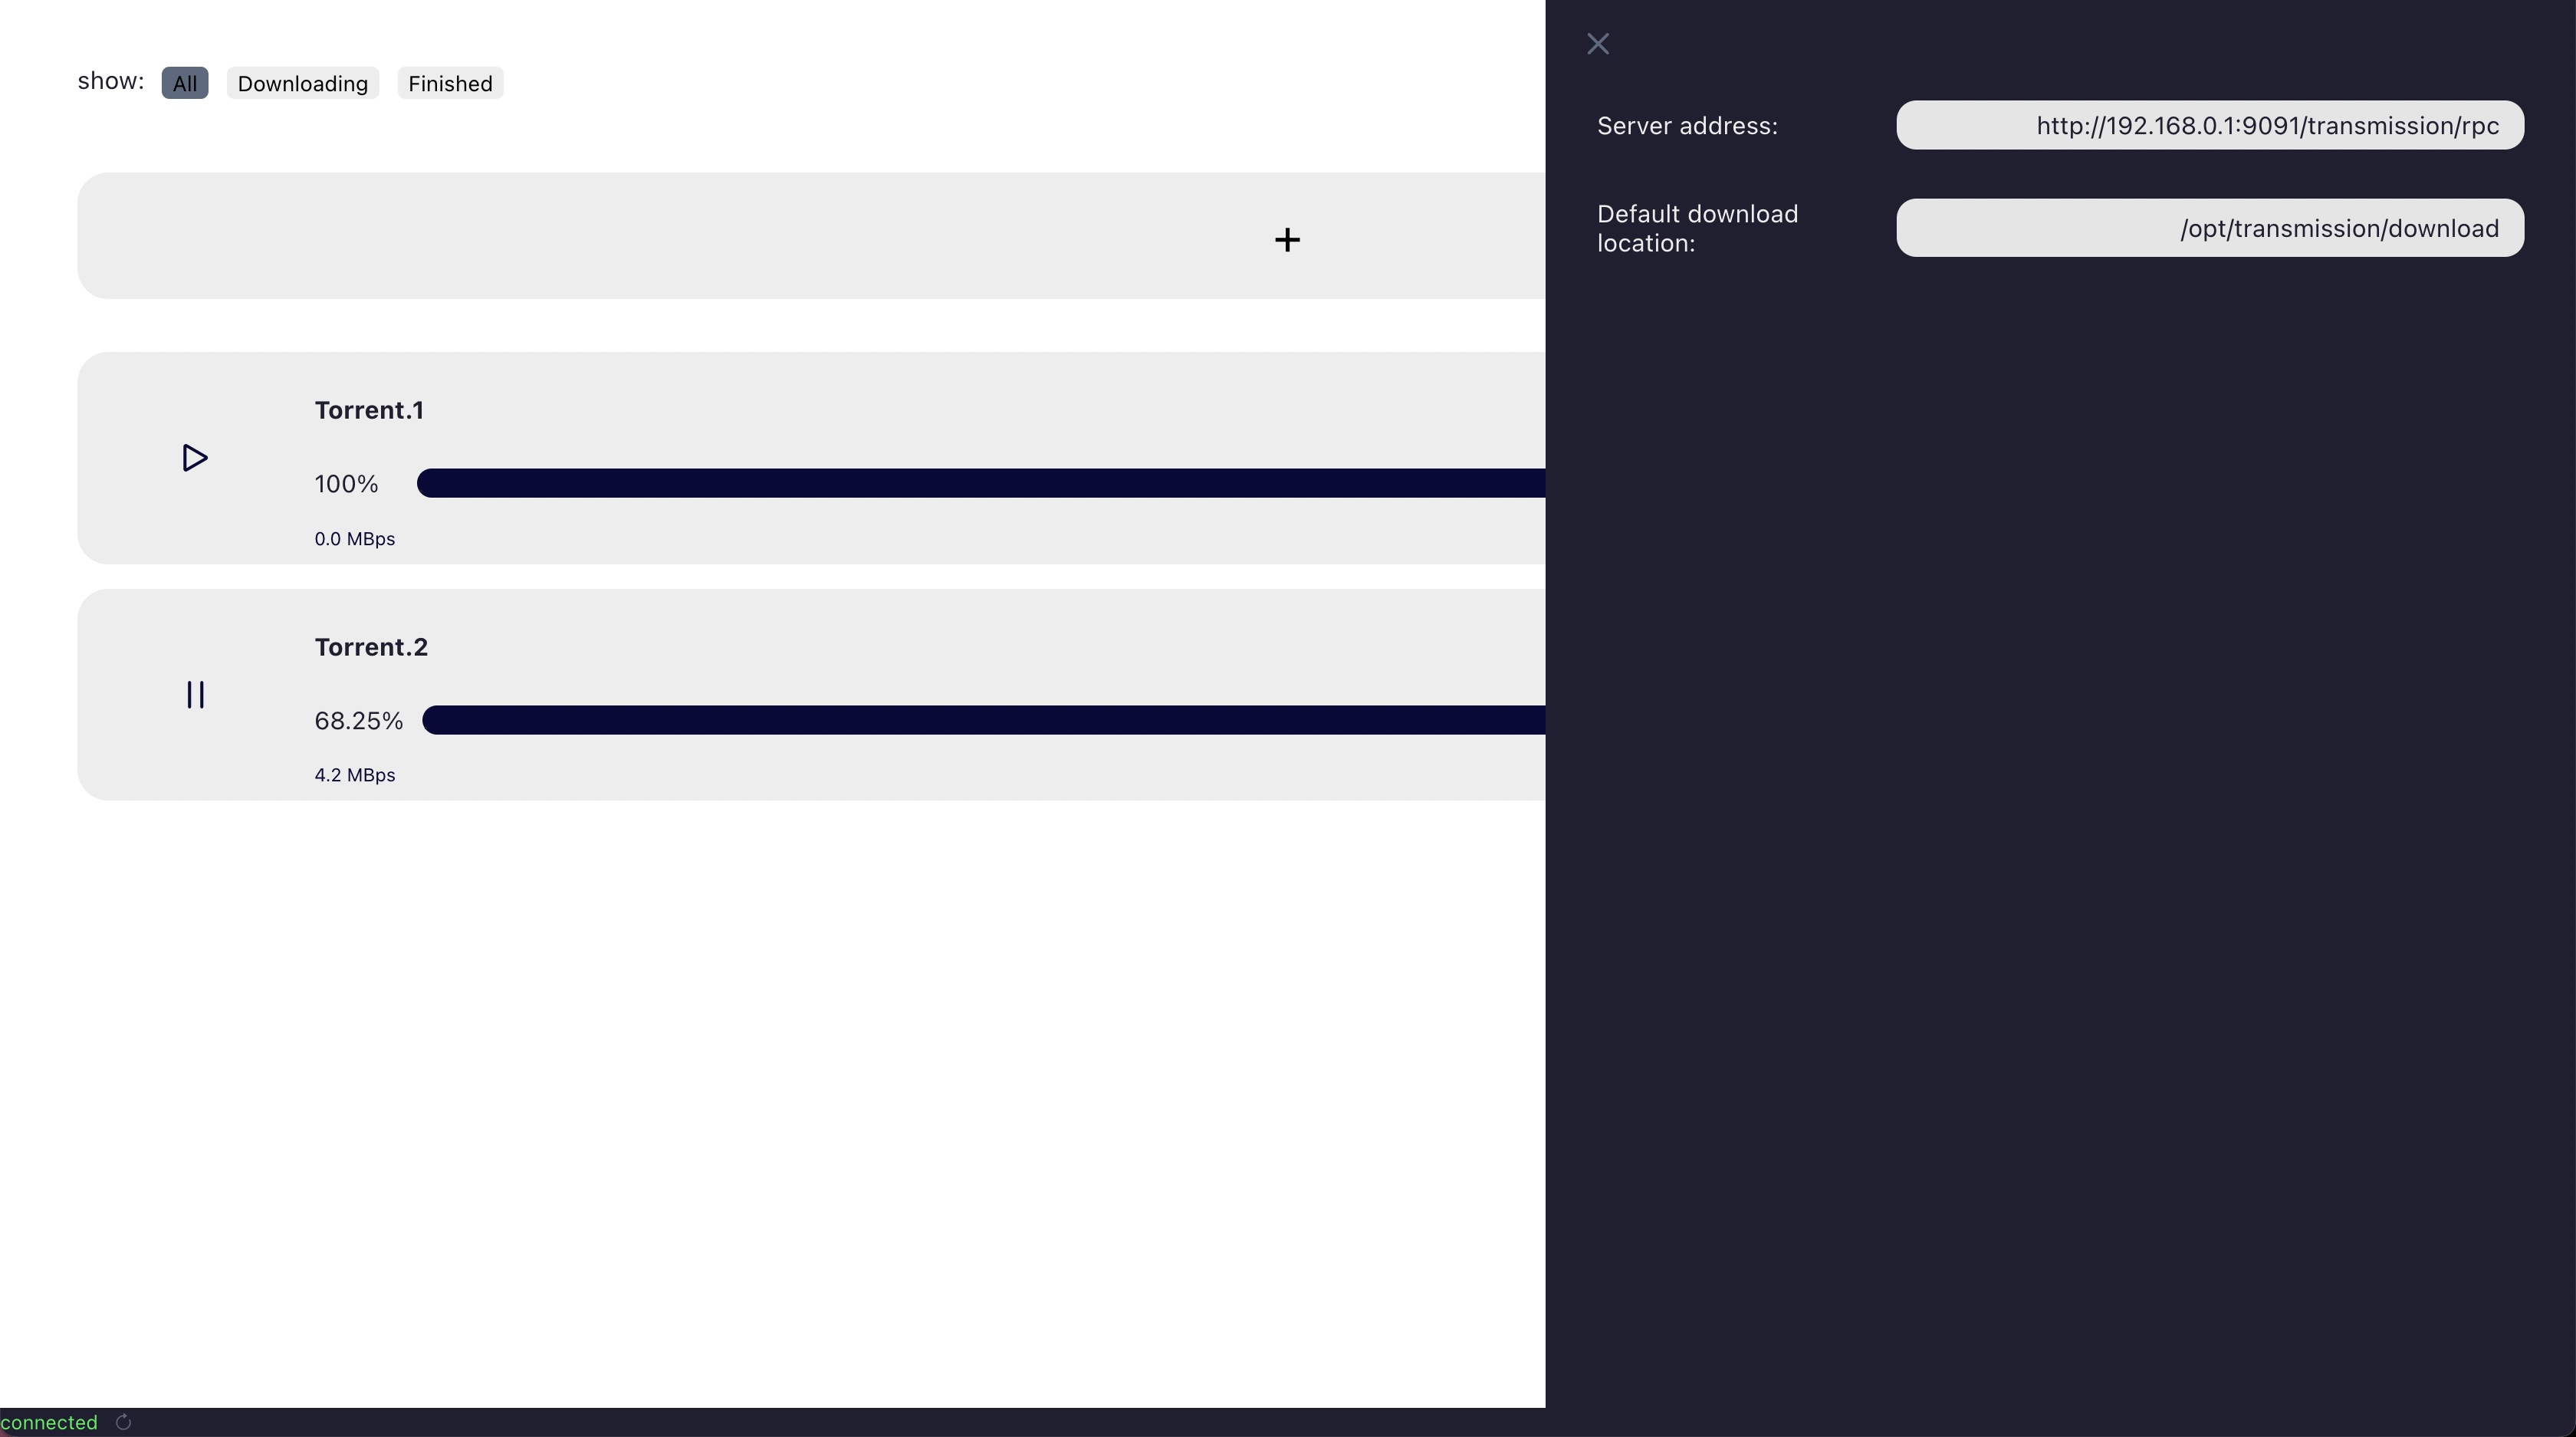 show: All Downloading Finished
Torrent.1
100%
0.0 MBps
Torrent.2
68.25%
4.2 MBps
Server address: http://192.168.0.1:9091/transmission/rpc
Default download
location:
/opt/transmission/download
connected